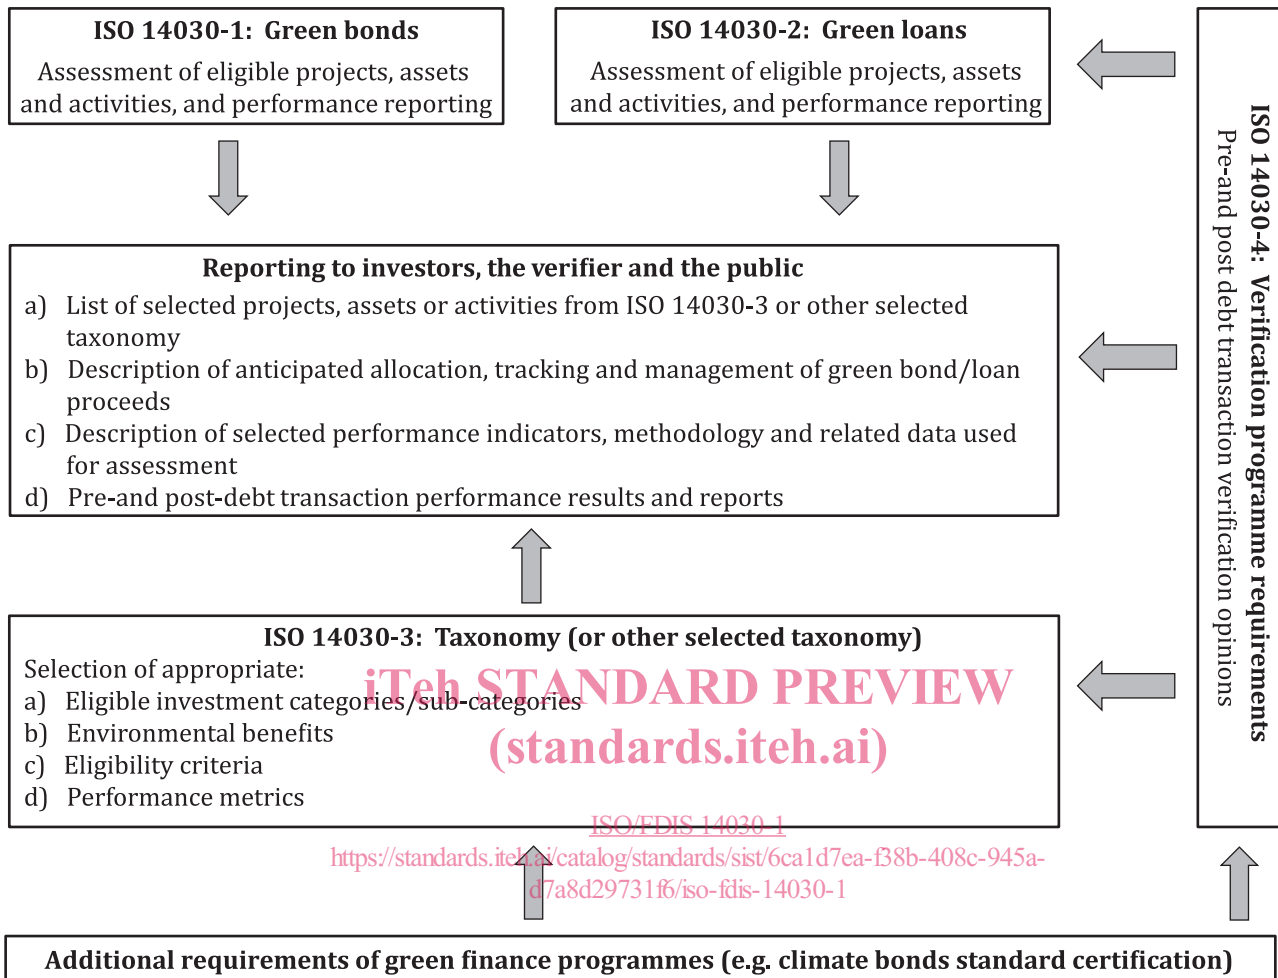 ISO 14030-1: Green bonds
Assessment of eligible projects, assets
and activities, and performance reporting
ISO 14030-2: Green loans
Assessment of eligible projects, assets
and activities, and performance reporting
ISO 14030-4: Verification programme requirements
Pre-and post debt transaction verification opinions
Reporting to investors, the verifier and the public
a) List of selected projects, assets or activities from ISO 14030-3 or other selected
taxonomy
b) Description of anticipated allocation, tracking and management of green bond/loan
proceeds
c) Description of selected performance indicators, methodology and related data used
for assessment
d) Pre-and post-debt transaction performance results and reports
ISO 14030-3: Taxonomy (or other selected taxonomy)
Selection of appropriate:
a) Eligible investment categories/sub-categories
b) Environmental benefits
c) Eligibility criteria
d) Performance metrics
iTeh STANDARD PREVIEW
(standards.iteh.ai)
ISO/FDIS 14030-1
https://standards.iteh.ai/catalog/standards/sist/6ca1d7ea-f38b-408c-945a-
d7a8d29731f6/iso-fdis-14030-1
Additional requirements of green finance programmes (e.g. climate bonds standard certification)